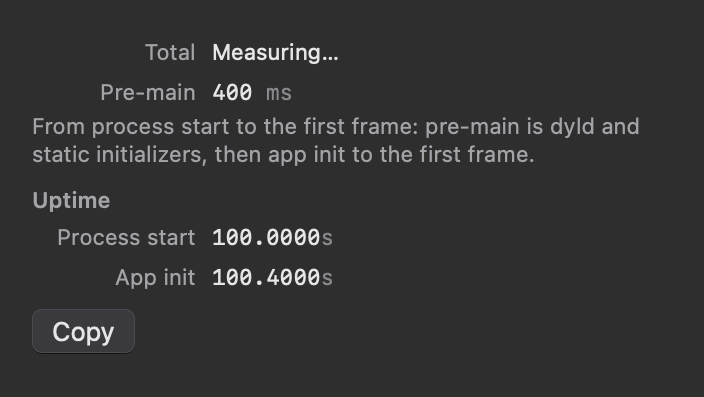 Total Measuring...
Pre-main 400 ms
From process start to the first frame: pre-main is dyld and
static initializers, then app init to the first frame.
Uptime
Process start 100.0000s
App init 100.4000s
Copy